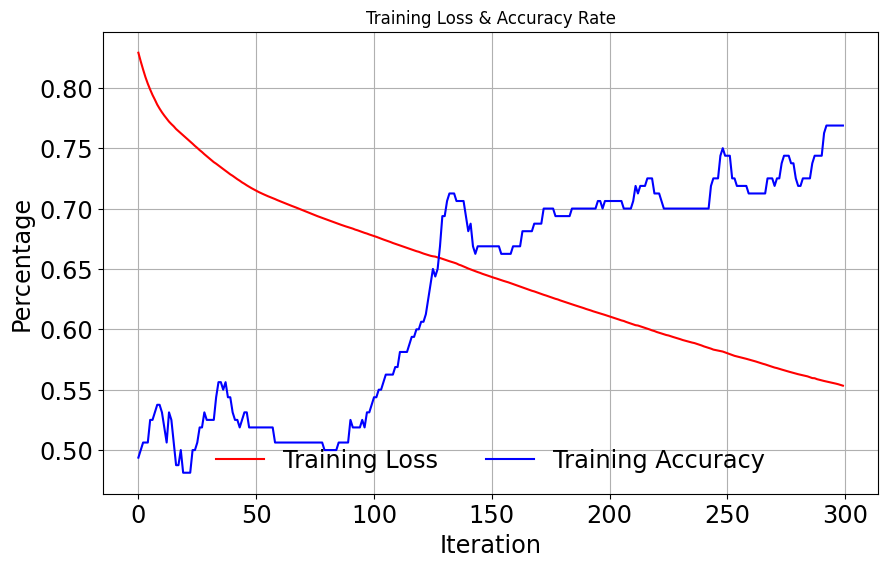 Training Loss & Accuracy Rate
Percentage
0.80
0.75
0.70
0.65
0.60
0.55
0.50
Training Loss
Training Accuracy
0 50 100 150 200 250 300
Iteration